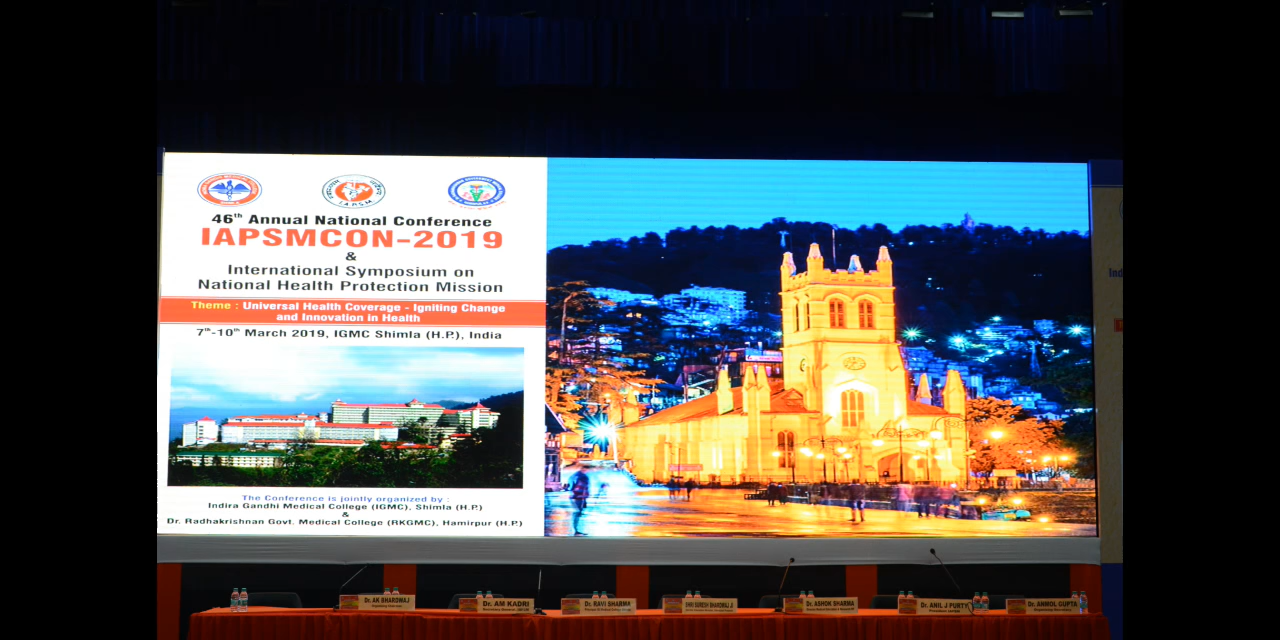 I.A.P.S.M.
46th Annual National Conference
IAPSMCON-2019
&
International Symposium on
National Health Protection Mission
Theme : Universal Health Coverage - Igniting Change
and Innovation in Health
7th-10th March 2019, IGMC Shimla (H.P.), India
The Conference is jointly organized by :
Indira Gandhi Medical College (IGMC), Shimla (H.P.)
&
Dr. Radhakrishnan Govt. Medical College (RKGMC), Hamirpur (H.P.)
Ind
Dr. AK BHARDWAJ
Dr. AM KADRI
Dr. RAVI SHARMA
SHRI SURESH BHARDWAJ JI
Dr. ASHOK SHARMA
Dr. ANIL J PURTY
Dr. ANMOL GUPTA